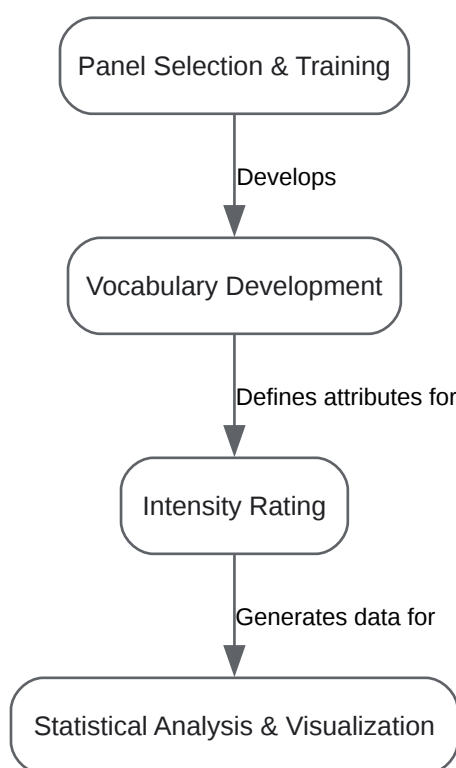 Panel Selection & Training
Develops
Vocabulary Development
Defines attributes for
Intensity Rating
Generates data for
Statistical Analysis & Visualization